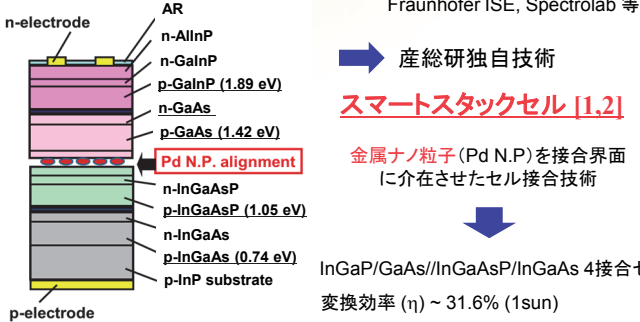 n-electrode
AR
n-AlInP
n-GaInP
p-GaInP (1.89 eV)
n-GaAs
p-GaAs (1.42 eV)
Pd N.P. alignment
n-InGaAsP
p-InGaAsP (1.05 eV)
n-InGaAs
p-InGaAs (0.74 eV)
p-InP substrate
p-electrode
Fraunhofer ISE, Spectrolab 等
産総研独自技術
スマートスタックセル [1,2]
金属ナノ粒子(Pd N.P)を接合界面
に介在させたセル接合技術
InGaP/GaAs//InGaAsP/InGaAs 4接合セ
変換効率 (η) ~ 31.6% (1sun)